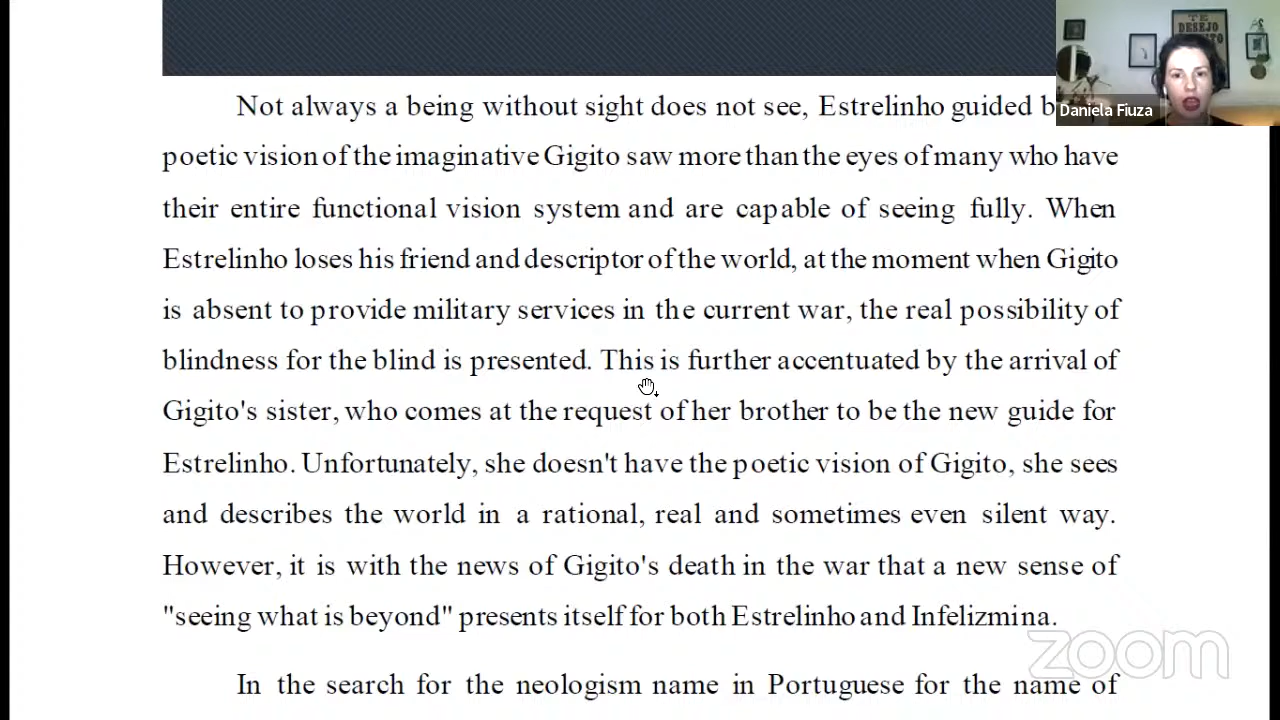 TE
DESEJO
Daniela Fiuza
Not always a being without sight does not see, Estrelinho guided
poetic vision of the imaginative Gigito saw more than the eyes of many who have
their entire functional vision system and are capable of seeing fully. When
Estrelinho loses his friend and descriptor of the world, at the moment when Gigito
is absent to provide military services in the current war, the real possibility of
blindness for the blind is presented. This is further accentuated by the arrival of
Gigito's sister, who comes at the request of her brother to be the new guide for
Estrelinho. Unfortunately, she doesn't have the poetic vision of Gigito, she sees
and describes the world in a rational, real and sometimes even silent way.
However, it is with the news of Gigito's death in the war that a new sense of
"seeing what is beyond" presents itself for both Estrelinho and Infelizmina.
zoom
In the search for the neologism name in Portuguese for the name of